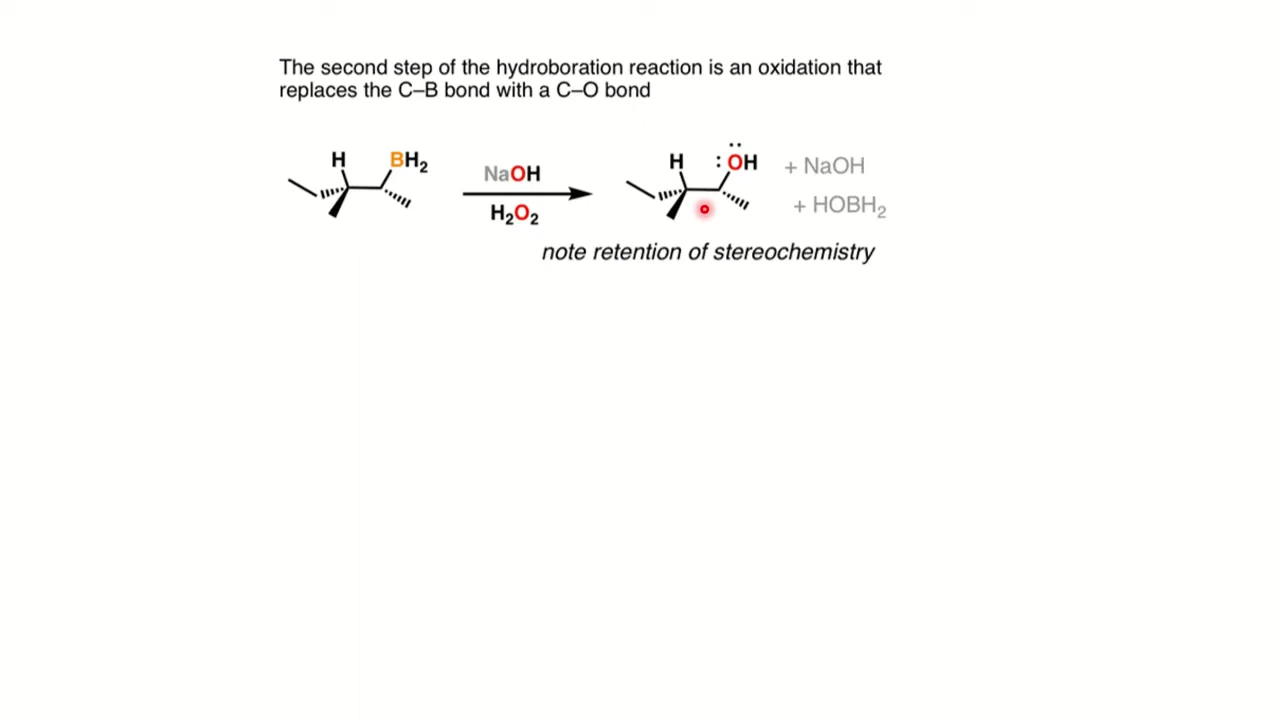 The second step of the hydroboration reaction is an oxidation that
replaces the C–B bond with a C–O bond
H BH₂ NaOH H :ÖH + NaOH
H₂O₂ + HOBH₂
note retention of stereochemistry